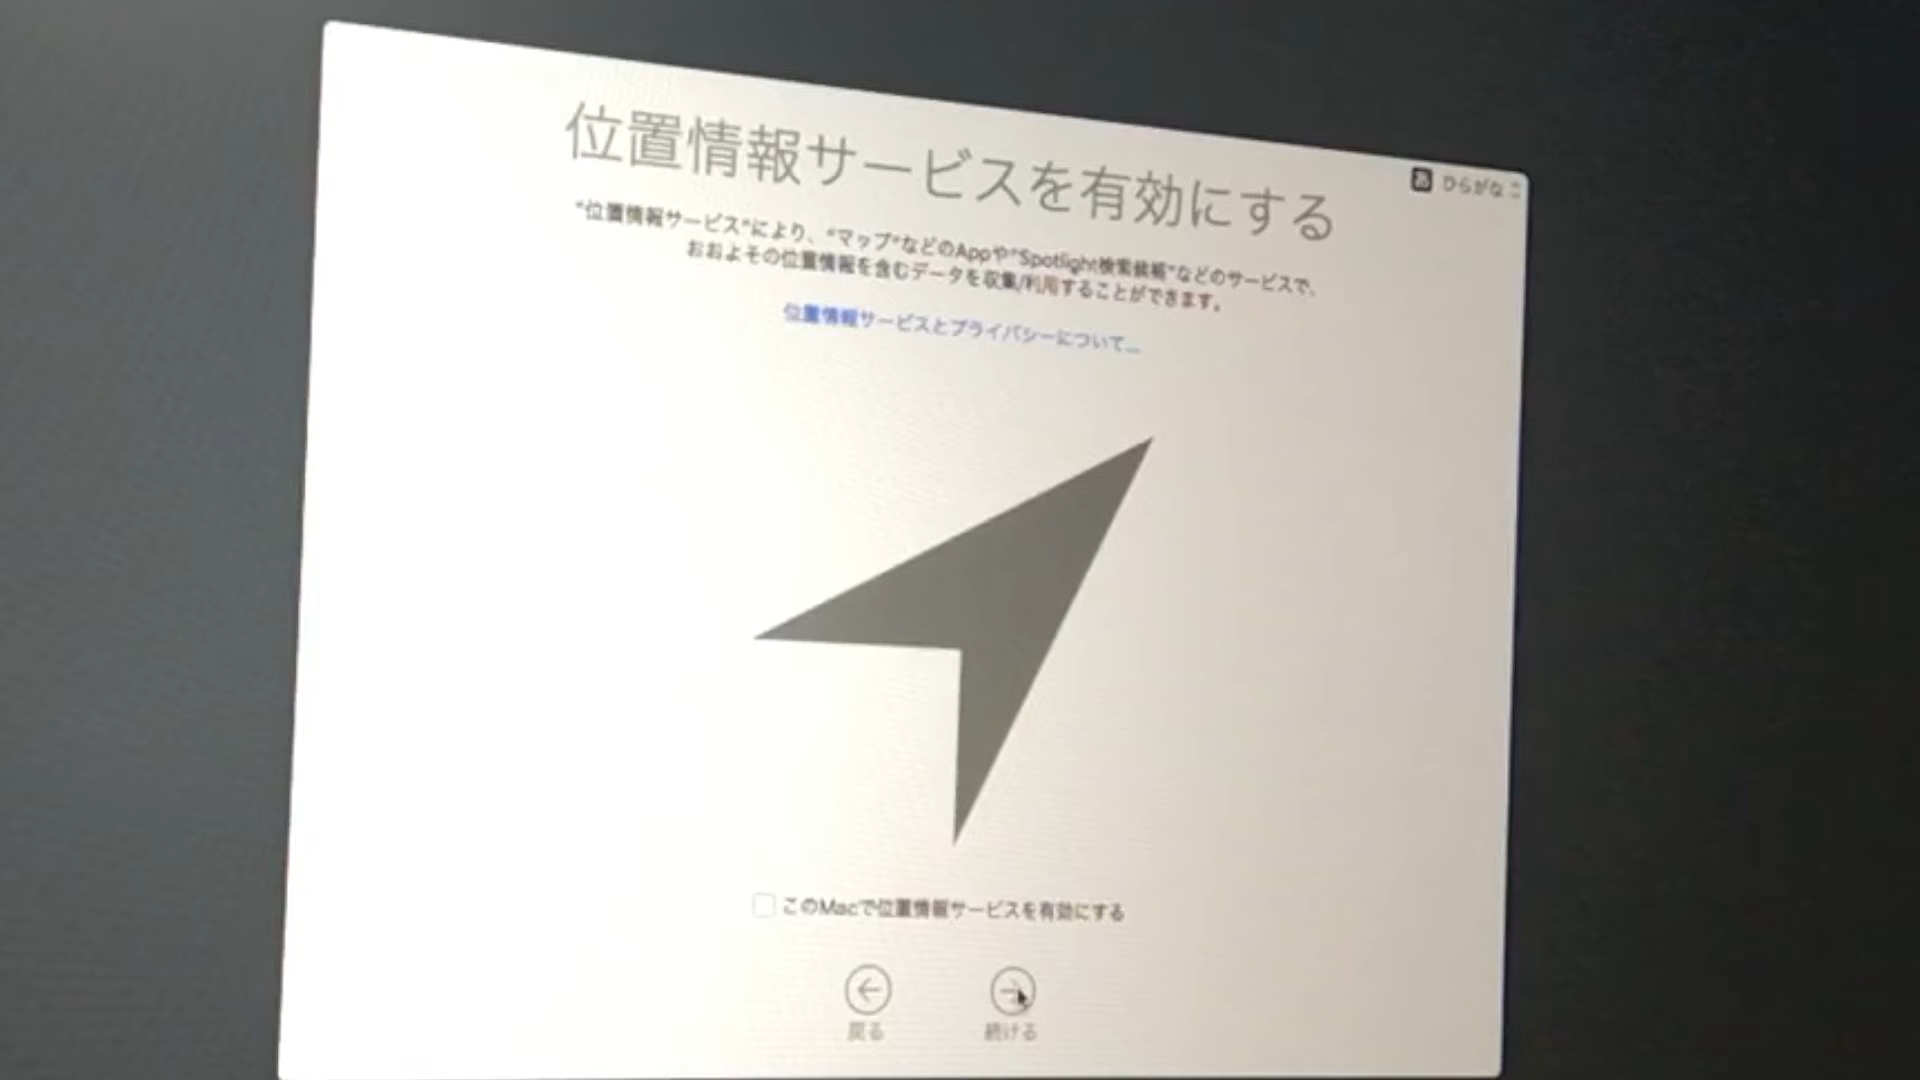 位置情報サービスを有効にする
あ ひらがな
"位置情報サービス"により、"マップ"などのAppや"Spotlight検索候補"などのサービスで、
おおよその位置情報を含むデータを収集/利用することができます。
位置情報サービスとプライバシーについて...
このMacで位置情報サービスを有効にする
戻る
続ける